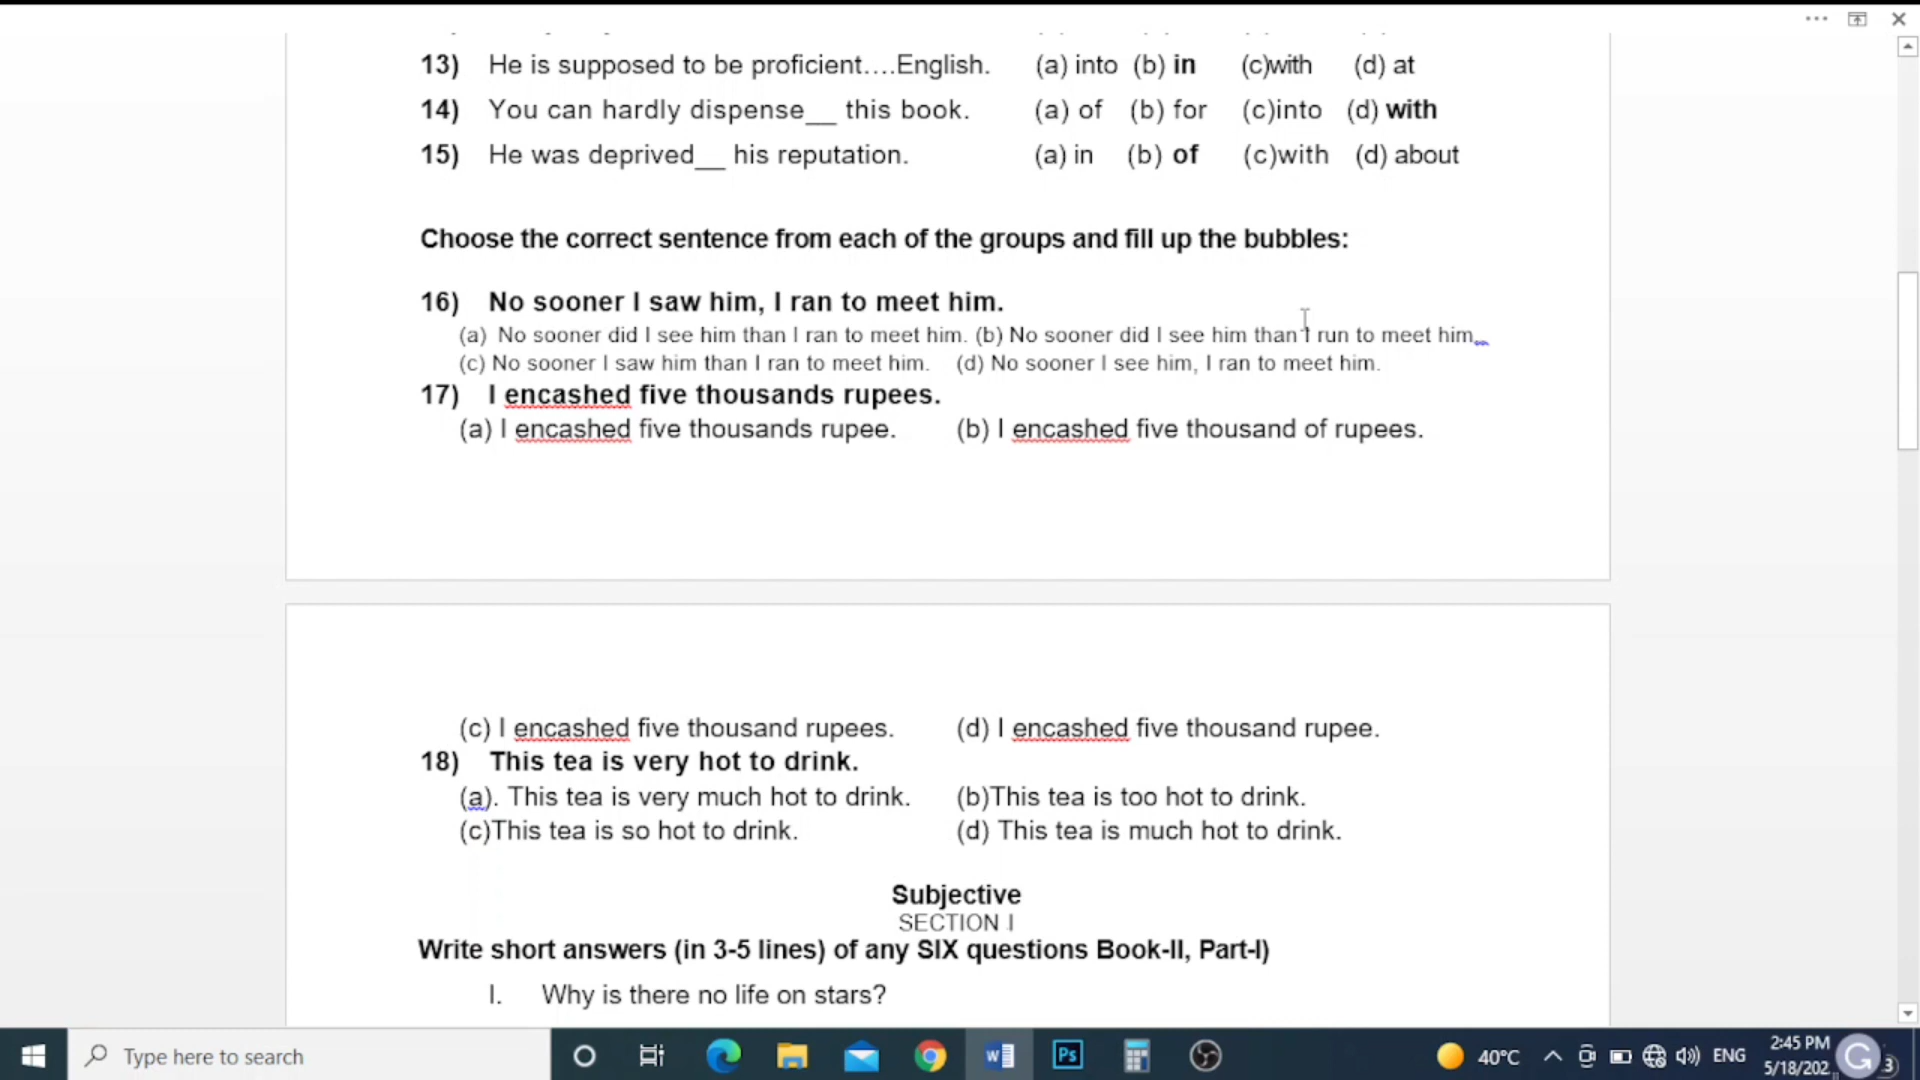 13) He is supposed to be proficient....English. (a) into (b) in (c)with (d) at
14) You can hardly dispense__ this book. (a) of (b) for (c)into (d) with
15) He was deprived__ his reputation. (a) in (b) of (c)with (d) about
Choose the correct sentence from each of the groups and fill up the bubbles:
16) No sooner I saw him, I ran to meet him.
(a) No sooner did I see him than I ran to meet him. (b) No sooner did I see him than I run to meet him.
(c) No sooner I saw him than I ran to meet him. (d) No sooner I see him, I ran to meet him.
17) I encashed five thousands rupees.
(a) I encashed five thousands rupee. (b) I encashed five thousand of rupees.
(c) I encashed five thousand rupees. (d) I encashed five thousand rupee.
18) This tea is very hot to drink.
(a). This tea is very much hot to drink. (b)This tea is too hot to drink.
(c)This tea is so hot to drink. (d) This tea is much hot to drink.
Subjective
SECTION I
Write short answers (in 3-5 lines) of any SIX questions Book-II, Part-I)
I. Why is there no life on stars?
Type here to search
40°C ENG 2:45 PM
5/18/202
3